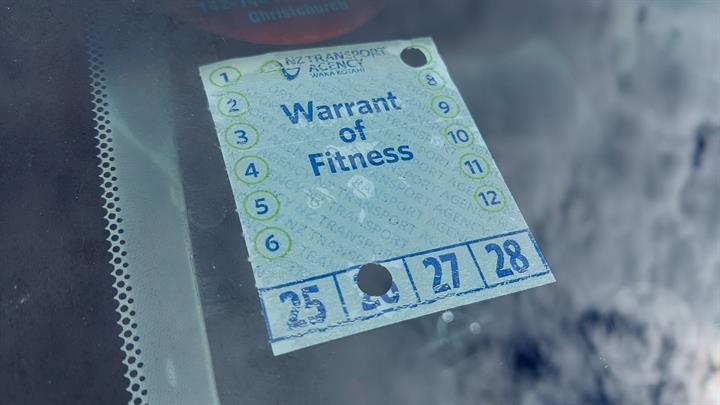 Christchurch
NZ TRANSPORT
AGENCY
WAKA KOTAHI
1
2
3
4
5
6
8
9
10
11
12
Warrant
of
Fitness
25
27
28